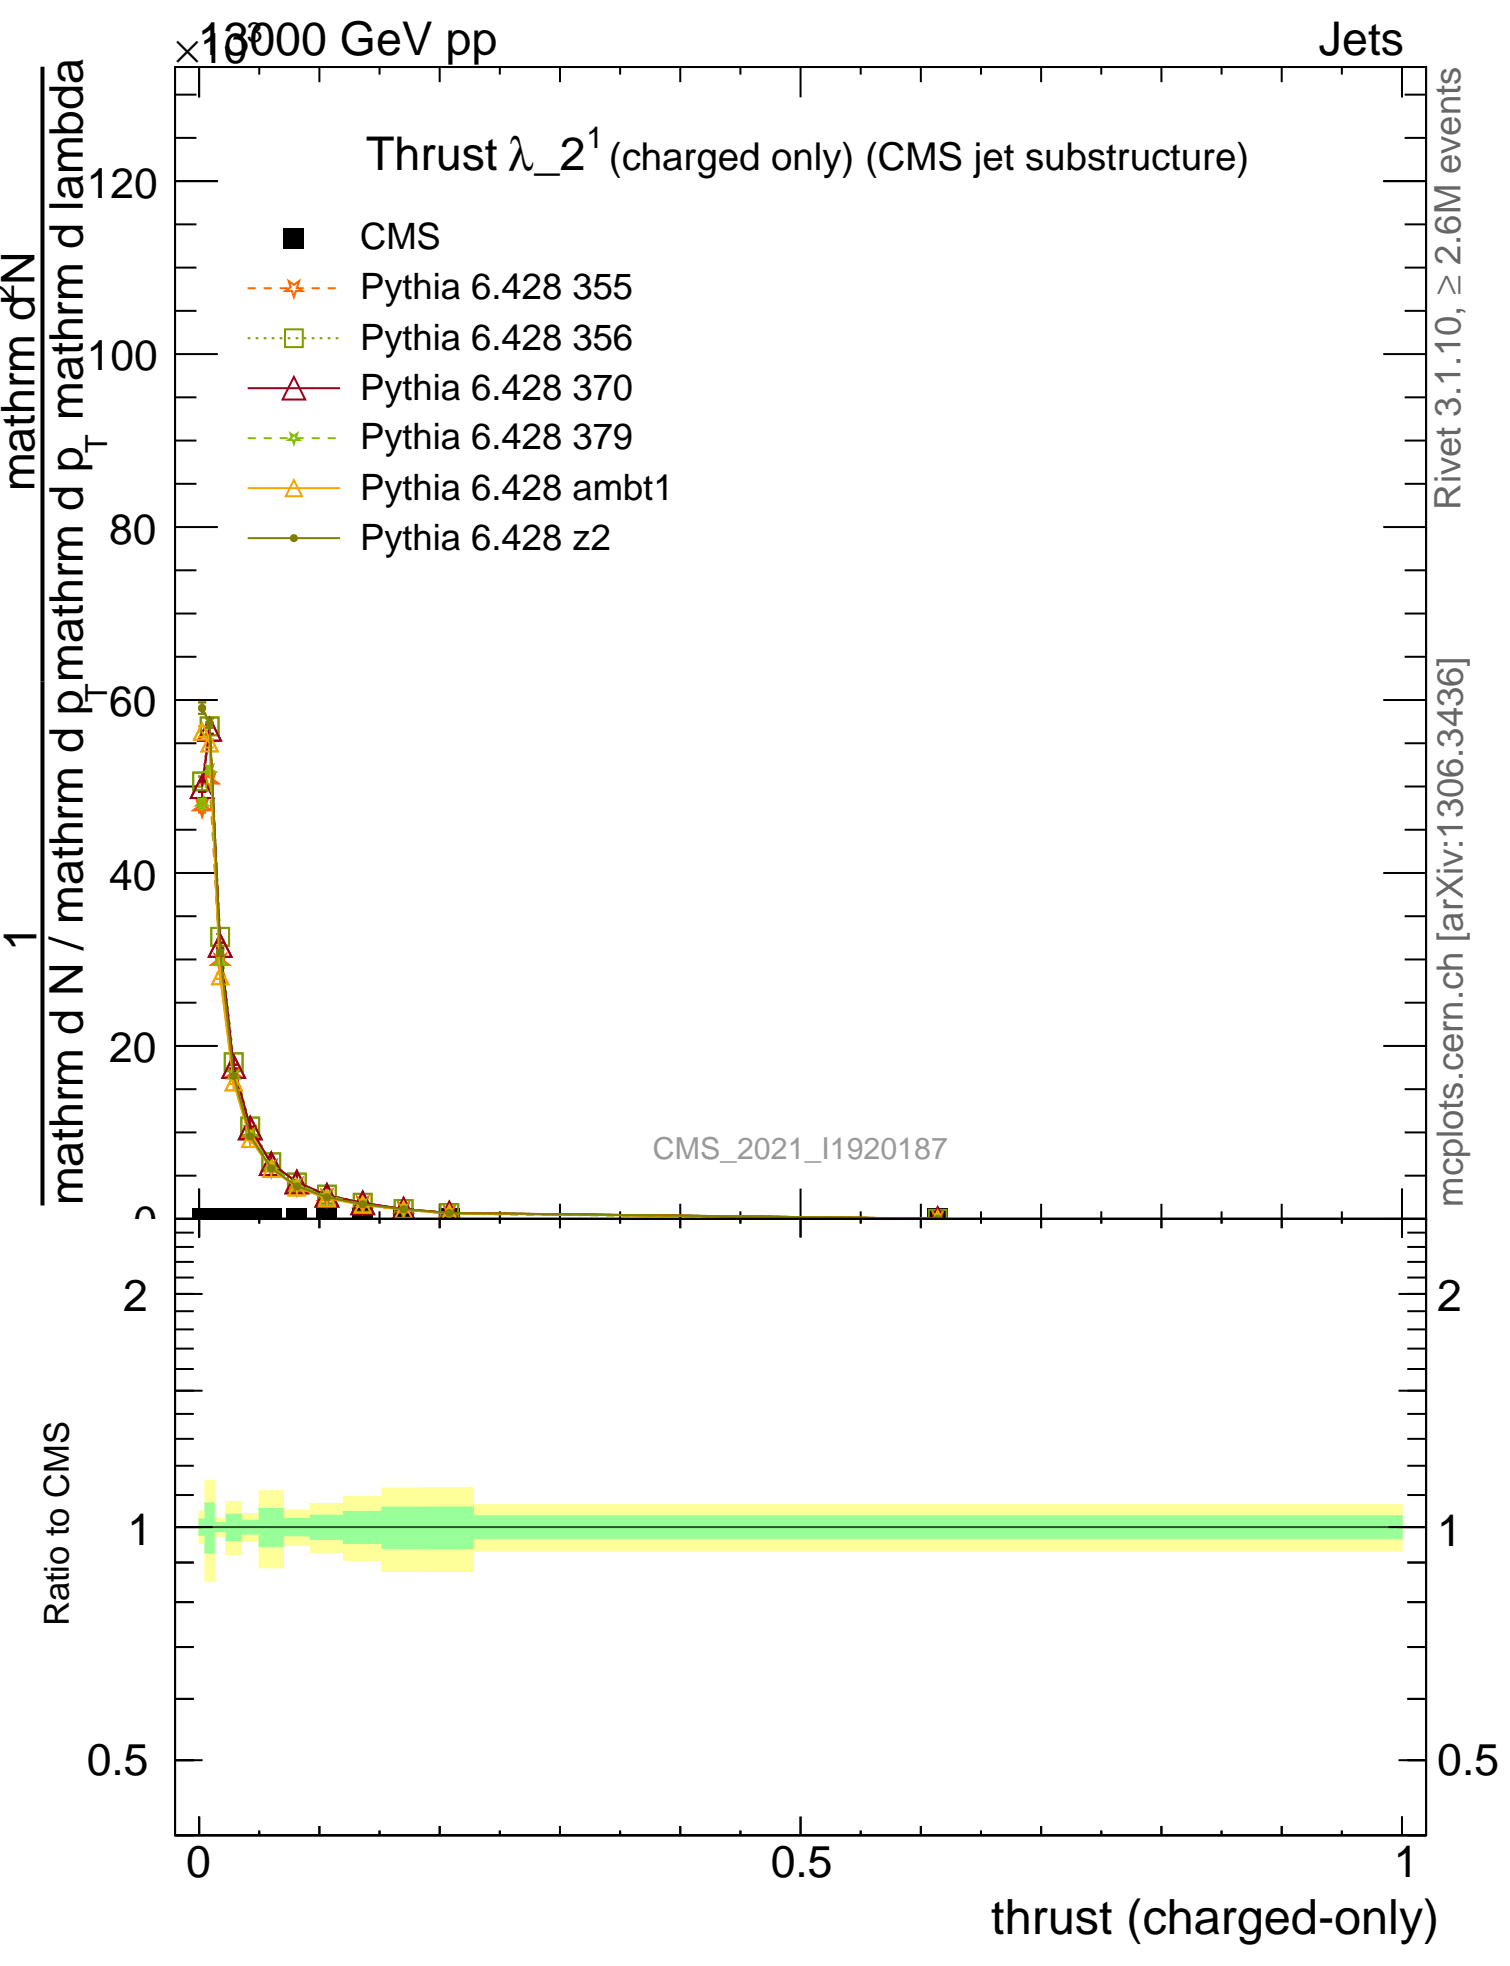 ×10³
13000 GeV pp
Jets
Thrust λ_2¹ (charged only) (CMS jet substructure)
CMS
Pythia 6.428 355
Pythia 6.428 356
Pythia 6.428 370
Pythia 6.428 379
Pythia 6.428 ambt1
Pythia 6.428 z2
mathrm d²N
1
mathrm d N / mathrm d p_T mathrm d p_T mathrm d lambda
120
100
80
60
40
20
0
CMS_2021_I1920187
Rivet 3.1.10, ≥ 2.6M events
mcplots.cern.ch [arXiv:1306.3436]
Ratio to CMS
2
1
0.5
2
1
0.5
0
0.5
1
thrust (charged-only)